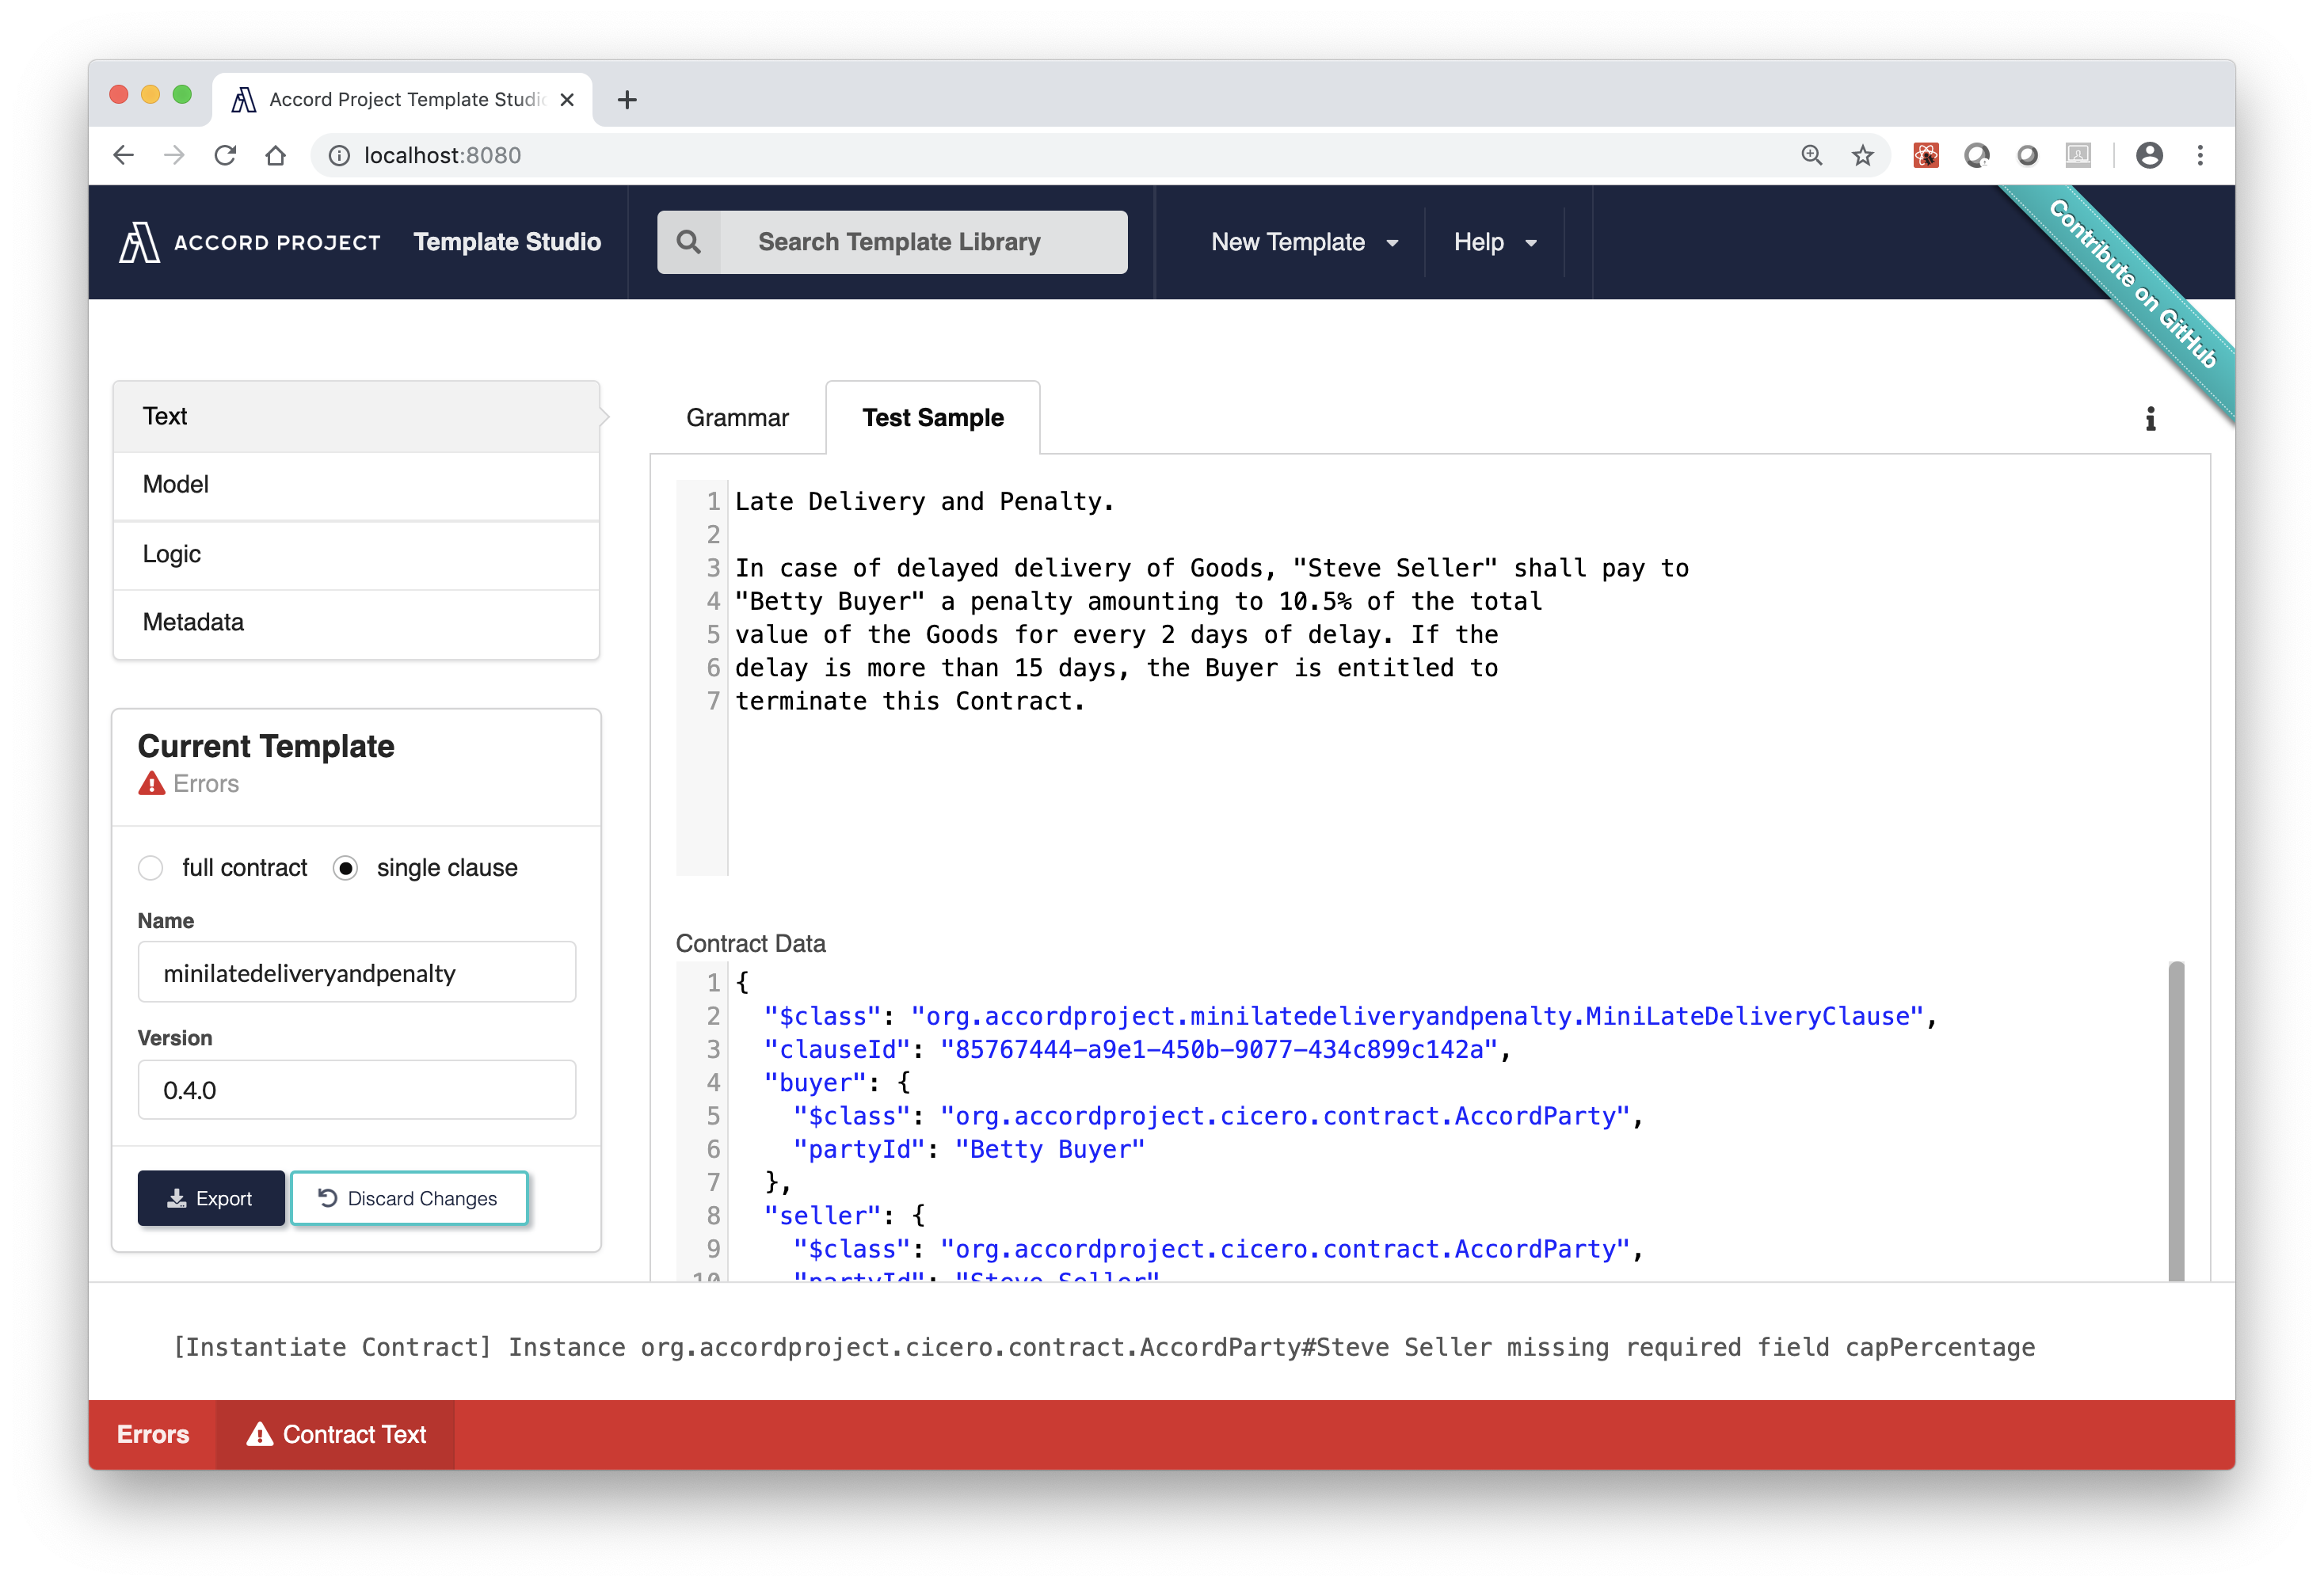 Accord Project Template Studio
localhost:8080
ACCORD PROJECT Template Studio
Search Template Library
New Template
Help
Contribute on GitHub
Text
Model
Logic
Metadata
Current Template
Errors
full contract single clause
Name
minilatedeliveryandpenalty
Version
0.4.0
Export Discard Changes
Grammar Test Sample
1 Late Delivery and Penalty.
2
3 In case of delayed delivery of Goods, "Steve Seller" shall pay to
4 "Betty Buyer" a penalty amounting to 10.5% of the total
5 value of the Goods for every 2 days of delay. If the
6 delay is more than 15 days, the Buyer is entitled to
7 terminate this Contract.
Contract Data
1 {
2 "$class": "org.accordproject.minilatedeliveryandpenalty.MiniLateDeliveryClause",
3 "clauseId": "85767444-a9e1-450b-9077-434c899c142a",
4 "buyer": {
5 "$class": "org.accordproject.cicero.contract.AccordParty",
6 "partyId": "Betty Buyer"
7 },
8 "seller": {
9 "$class": "org.accordproject.cicero.contract.AccordParty",
10 "partyId": "Steve Seller"
[Instantiate Contract] Instance org.accordproject.cicero.contract.AccordParty#Steve Seller missing required field capPercentage
Errors Contract Text